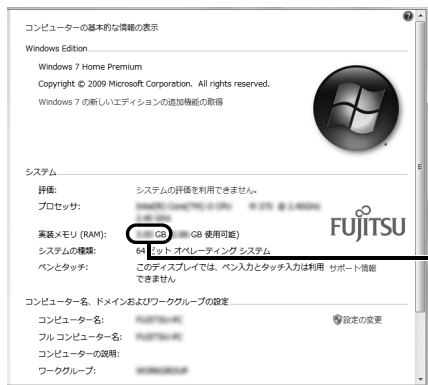 コンピューターの基本的な情報の表示
Windows Edition
Windows 7 Home Premium
Copyright © 2009 Microsoft Corporation. All rights reserved.
Windows 7 の新しいエディションの追加機能の取得
システム
評価: システムの評価を利用できません。
プロセッサ:
実装メモリ (RAM): GB GB 使用可能)
システムの種類: 64 ビット オペレーティング システム
ペンとタッチ: このディスプレイでは、ペン入力とタッチ入力は利用
できません
FUJITSU
サポート情報
コンピューター名、ドメインおよびワークグループの設定
コンピューター名: 設定の変更
フル コンピューター名:
コンピューターの説明:
ワークグループ: